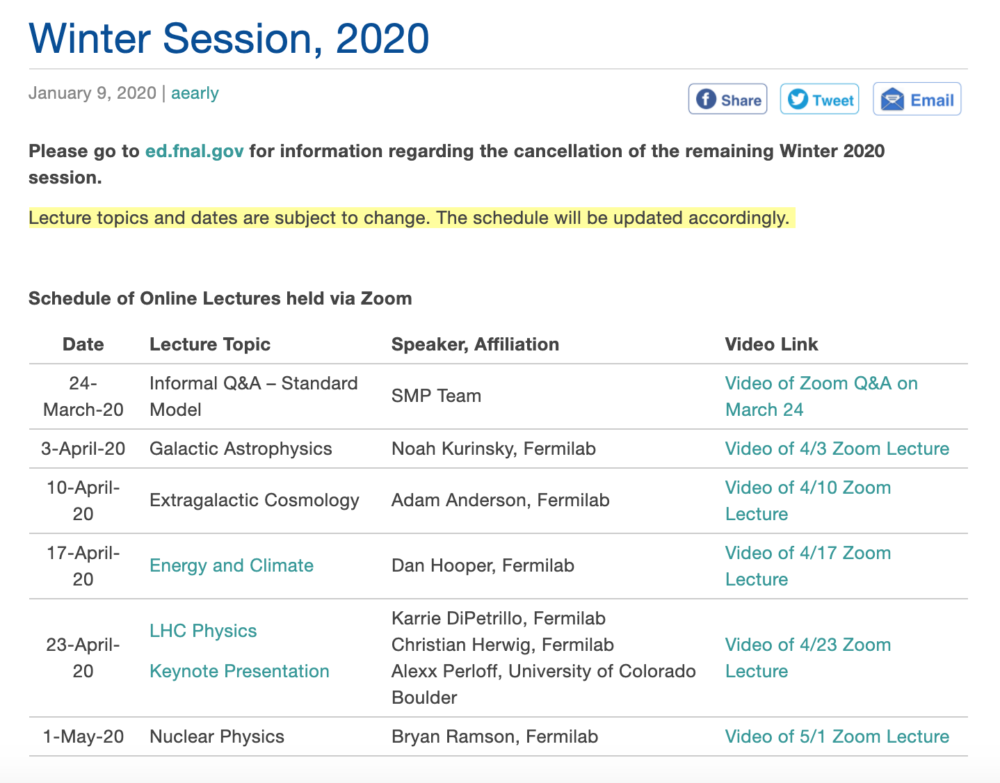 Winter Session, 2020
January 9, 2020 | aearly
Share
Tweet
Email
Please go to ed.fnal.gov for information regarding the cancellation of the remaining Winter 2020
session.
Lecture topics and dates are subject to change. The schedule will be updated accordingly.
Schedule of Online Lectures held via Zoom
Date Lecture Topic Speaker, Affiliation Video Link
24-
March-20
Informal Q&A – Standard
Model
SMP Team
Video of Zoom Q&A on
March 24
3-April-20 Galactic Astrophysics Noah Kurinsky, Fermilab Video of 4/3 Zoom Lecture
10-April-
20
Extragalactic Cosmology
Adam Anderson, Fermilab
Video of 4/10 Zoom
Lecture
17-April-
20
Energy and Climate
Dan Hooper, Fermilab
Video of 4/17 Zoom
Lecture
23-April-
20
LHC Physics
Keynote Presentation
Karrie DiPetrillo, Fermilab
Christian Herwig, Fermilab
Alexx Perloff, University of Colorado
Boulder
Video of 4/23 Zoom
Lecture
1-May-20 Nuclear Physics Bryan Ramson, Fermilab Video of 5/1 Zoom Lecture